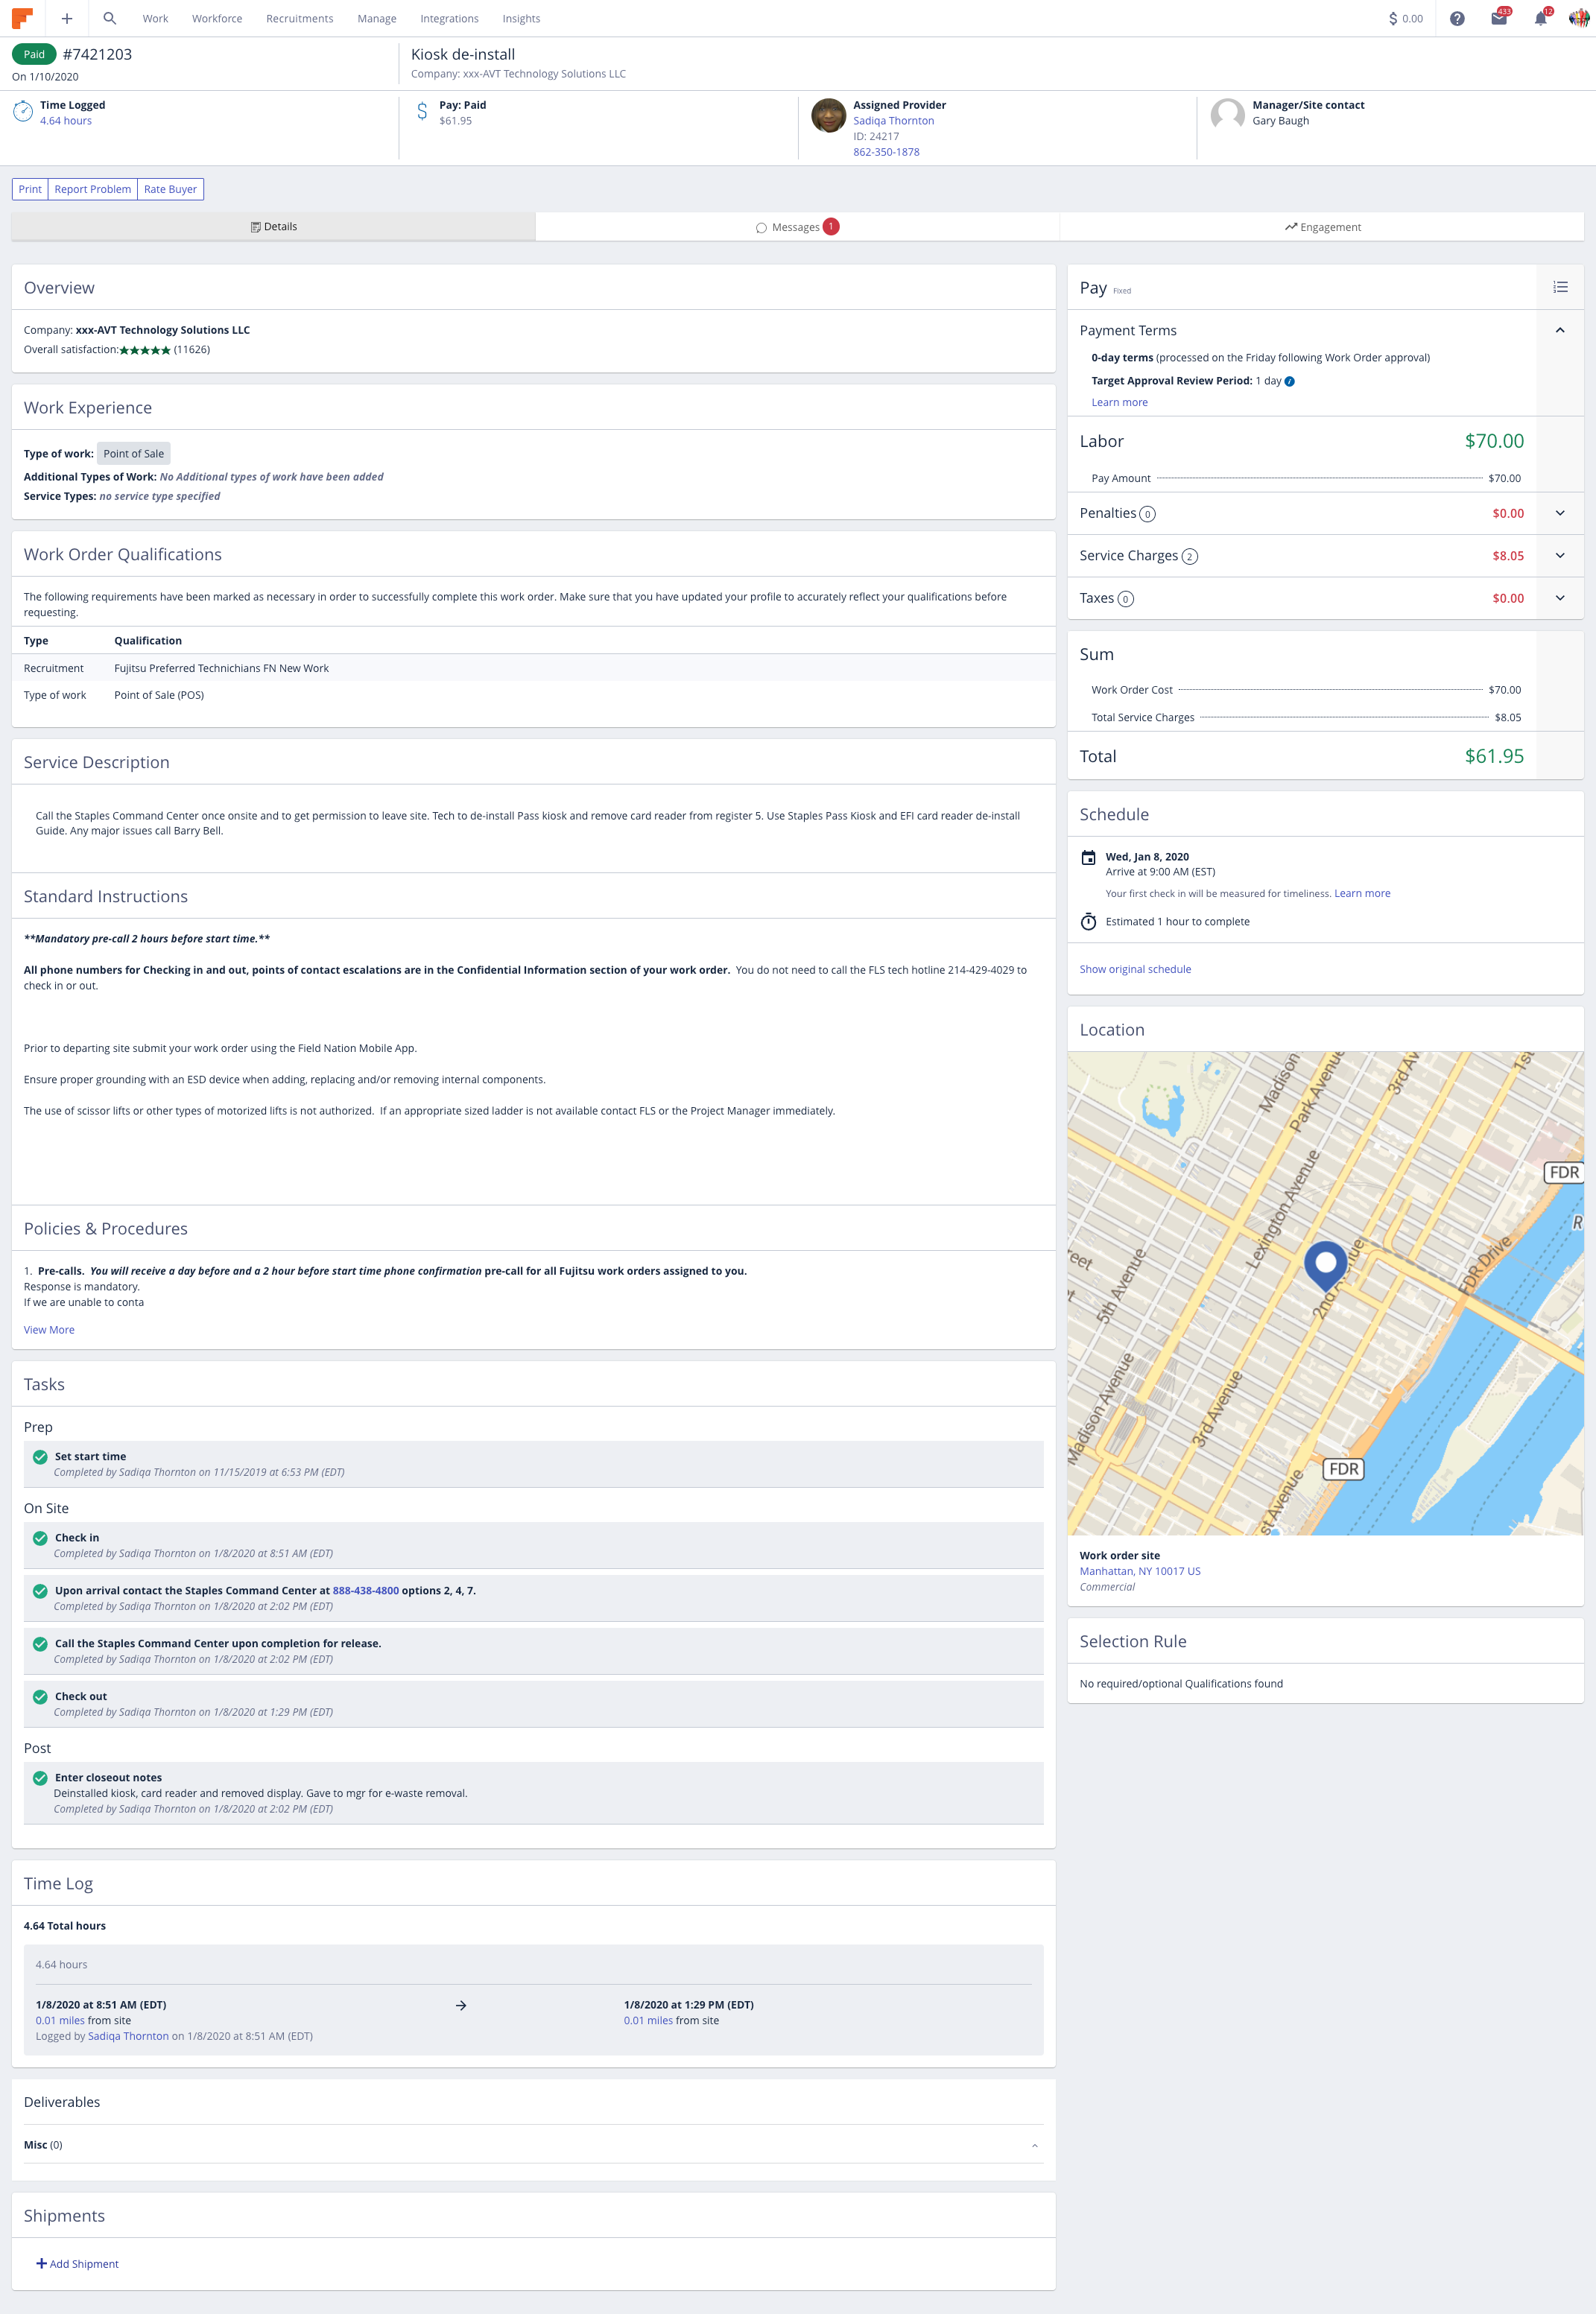 Work Workforce Recruitments Manage Integrations Insights $ 0.00 433 12
Paid #7421203
On 1/10/2020
Kiosk de-install
Company: xxx-AVT Technology Solutions LLC
Time Logged
4.64 hours
Pay: Paid
$61.95
Assigned Provider
Sadiqa Thornton
ID: 24217
862-350-1878
Manager/Site contact
Gary Baugh
Print Report Problem Rate Buyer
Details Messages 1 Engagement
Overview
Company: xxx-AVT Technology Solutions LLC
Overall satisfaction:★★★★★ (11626)
Work Experience
Type of work: Point of Sale
Additional Types of Work: No Additional types of work have been added
Service Types: no service type specified
Work Order Qualifications
The following requirements have been marked as necessary in order to successfully complete this work order. Make sure that you have updated your profile to accurately reflect your qualifications before
requesting.
Type Qualification
Recruitment Fujitsu Preferred Technichians FN New Work
Type of work Point of Sale (POS)
Service Description
Call the Staples Command Center once onsite and to get permission to leave site. Tech to de-install Pass kiosk and remove card reader from register 5. Use Staples Pass Kiosk and EFI card reader de-install
Guide. Any major issues call Barry Bell.
Standard Instructions
**Mandatory pre-call 2 hours before start time.**
All phone numbers for Checking in and out, points of contact escalations are in the Confidential Information section of your work order. You do not need to call the FLS tech hotline 214-429-4029 to
check in or out.
Prior to departing site submit your work order using the Field Nation Mobile App.
Ensure proper grounding with an ESD device when adding, replacing and/or removing internal components.
The use of scissor lifts or other types of motorized lifts is not authorized. If an appropriate sized ladder is not available contact FLS or the Project Manager immediately.
Policies & Procedures
1. Pre-calls. You will receive a day before and a 2 hour before start time phone confirmation pre-call for all Fujitsu work orders assigned to you.
Response is mandatory.
If we are unable to conta
View More
Tasks
Prep
Set start time
Completed by Sadiqa Thornton on 11/15/2019 at 6:53 PM (EDT)
On Site
Check in
Completed by Sadiqa Thornton on 1/8/2020 at 8:51 AM (EDT)
Upon arrival contact the Staples Command Center at 888-438-4800 options 2, 4, 7.
Completed by Sadiqa Thornton on 1/8/2020 at 2:02 PM (EDT)
Call the Staples Command Center upon completion for release.
Completed by Sadiqa Thornton on 1/8/2020 at 2:02 PM (EDT)
Check out
Completed by Sadiqa Thornton on 1/8/2020 at 1:29 PM (EDT)
Post
Enter closeout notes
Deinstalled kiosk, card reader and removed display. Gave to mgr for e-waste removal.
Completed by Sadiqa Thornton on 1/8/2020 at 2:02 PM (EDT)
Time Log
4.64 Total hours
4.64 hours
1/8/2020 at 8:51 AM (EDT) 1/8/2020 at 1:29 PM (EDT)
0.01 miles from site 0.01 miles from site
Logged by Sadiqa Thornton on 1/8/2020 at 8:51 AM (EDT)
Deliverables
Misc (0)
Shipments
Add Shipment
Pay Fixed
Payment Terms
0-day terms (processed on the Friday following Work Order approval)
Target Approval Review Period: 1 day
Learn more
Labor $70.00
Pay Amount $70.00
Penalties 0 $0.00
Service Charges 2 $8.05
Taxes 0 $0.00
Sum
Work Order Cost $70.00
Total Service Charges $8.05
Total $61.95
Schedule
Wed, Jan 8, 2020
Arrive at 9:00 AM (EST)
Your first check in will be measured for timeliness. Learn more
Estimated 1 hour to complete
Show original schedule
Location
Madison
Park Avenue
3rd Av
1st
FDR
R
Lexington Avenue
reet
5th Avenue
2nd
ue
FDR Drive
Madison Avenue
3rd Avenue
FDR
st Avenue
Work order site
Manhattan, NY 10017 US
Commercial
Selection Rule
No required/optional Qualifications found